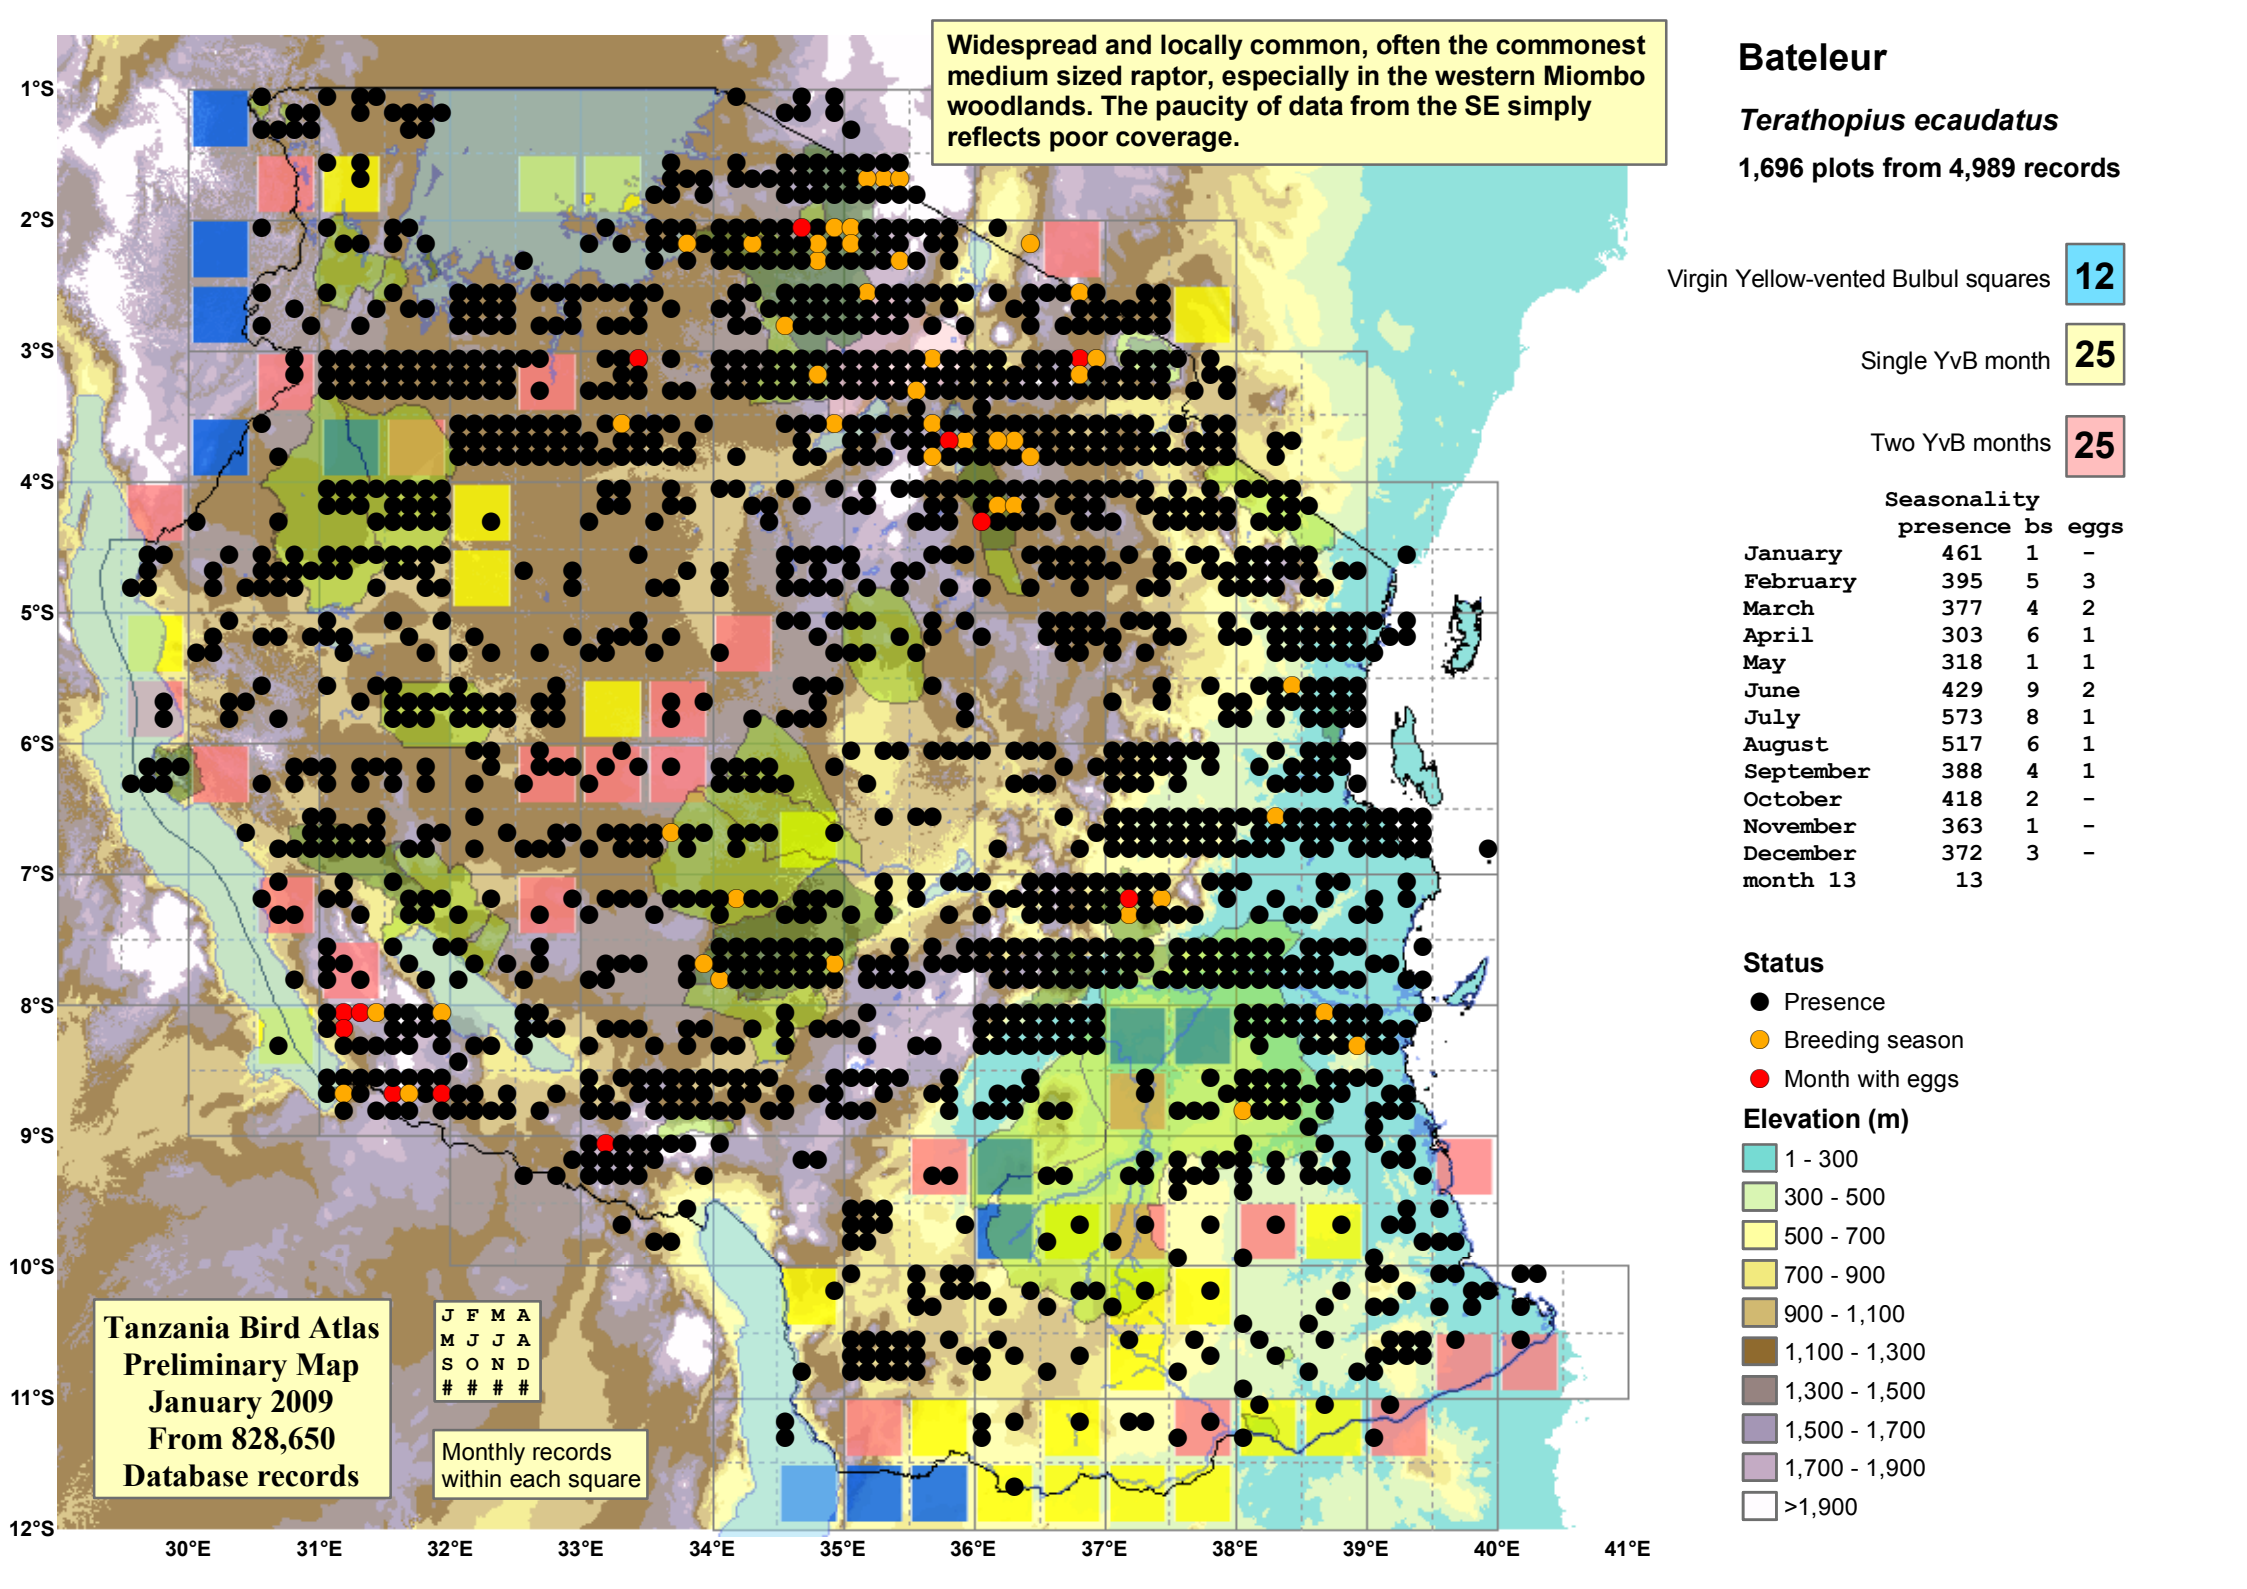 Widespread and locally common, often the commonest
medium sized raptor, especially in the western Miombo
woodlands. The paucity of data from the SE simply
reflects poor coverage.
Bateleur
Terathopius ecaudatus
1,696 plots from 4,989 records
Virgin Yellow-vented Bulbul squares 12
Single YvB month 25
Two YvB months 25
Seasonality
presence bs eggs
January 461 1 -
February 395 5 3
March 377 4 2
April 303 6 1
May 318 1 1
June 429 9 2
July 573 8 1
August 517 6 1
September 388 4 1
October 418 2 -
November 363 1 -
December 372 3 -
month 13 13
Status
Presence
Breeding season
Month with eggs
Elevation (m)
1 - 300
300 - 500
500 - 700
700 - 900
900 - 1,100
1,100 - 1,300
1,300 - 1,500
1,500 - 1,700
1,700 - 1,900
>1,900
1°S
2°S
3°S
4°S
5°S
6°S
7°S
8°S
9°S
10°S
11°S
12°S
30°E 31°E 32°E 33°E 34°E 35°E 36°E 37°E 38°E 39°E 40°E 41°E
Tanzania Bird Atlas
Preliminary Map
January 2009
From 828,650
Database records
J F M A
M J J A
S O N D
# # # #
Monthly records
within each square